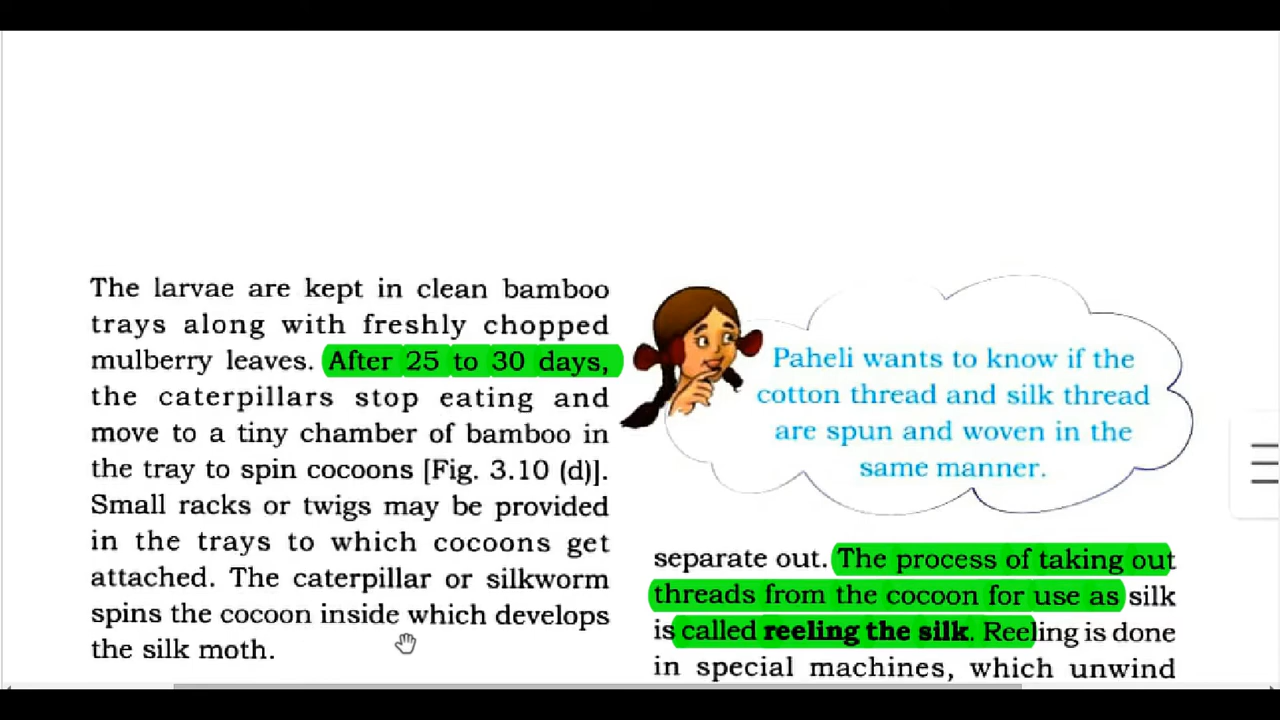 The larvae are kept in clean bamboo
trays along with freshly chopped
mulberry leaves. After 25 to 30 days,
the caterpillars stop eating and
move to a tiny chamber of bamboo in
the tray to spin cocoons [Fig. 3.10 (d)].
Small racks or twigs may be provided
in the trays to which cocoons get
attached. The caterpillar or silkworm
spins the cocoon inside which develops
the silk moth.
Paheli wants to know if the
cotton thread and silk thread
are spun and woven in the
same manner.
separate out. The process of taking out
threads from the cocoon for use as silk
is called reeling the silk. Reeling is done
in special machines, which unwind